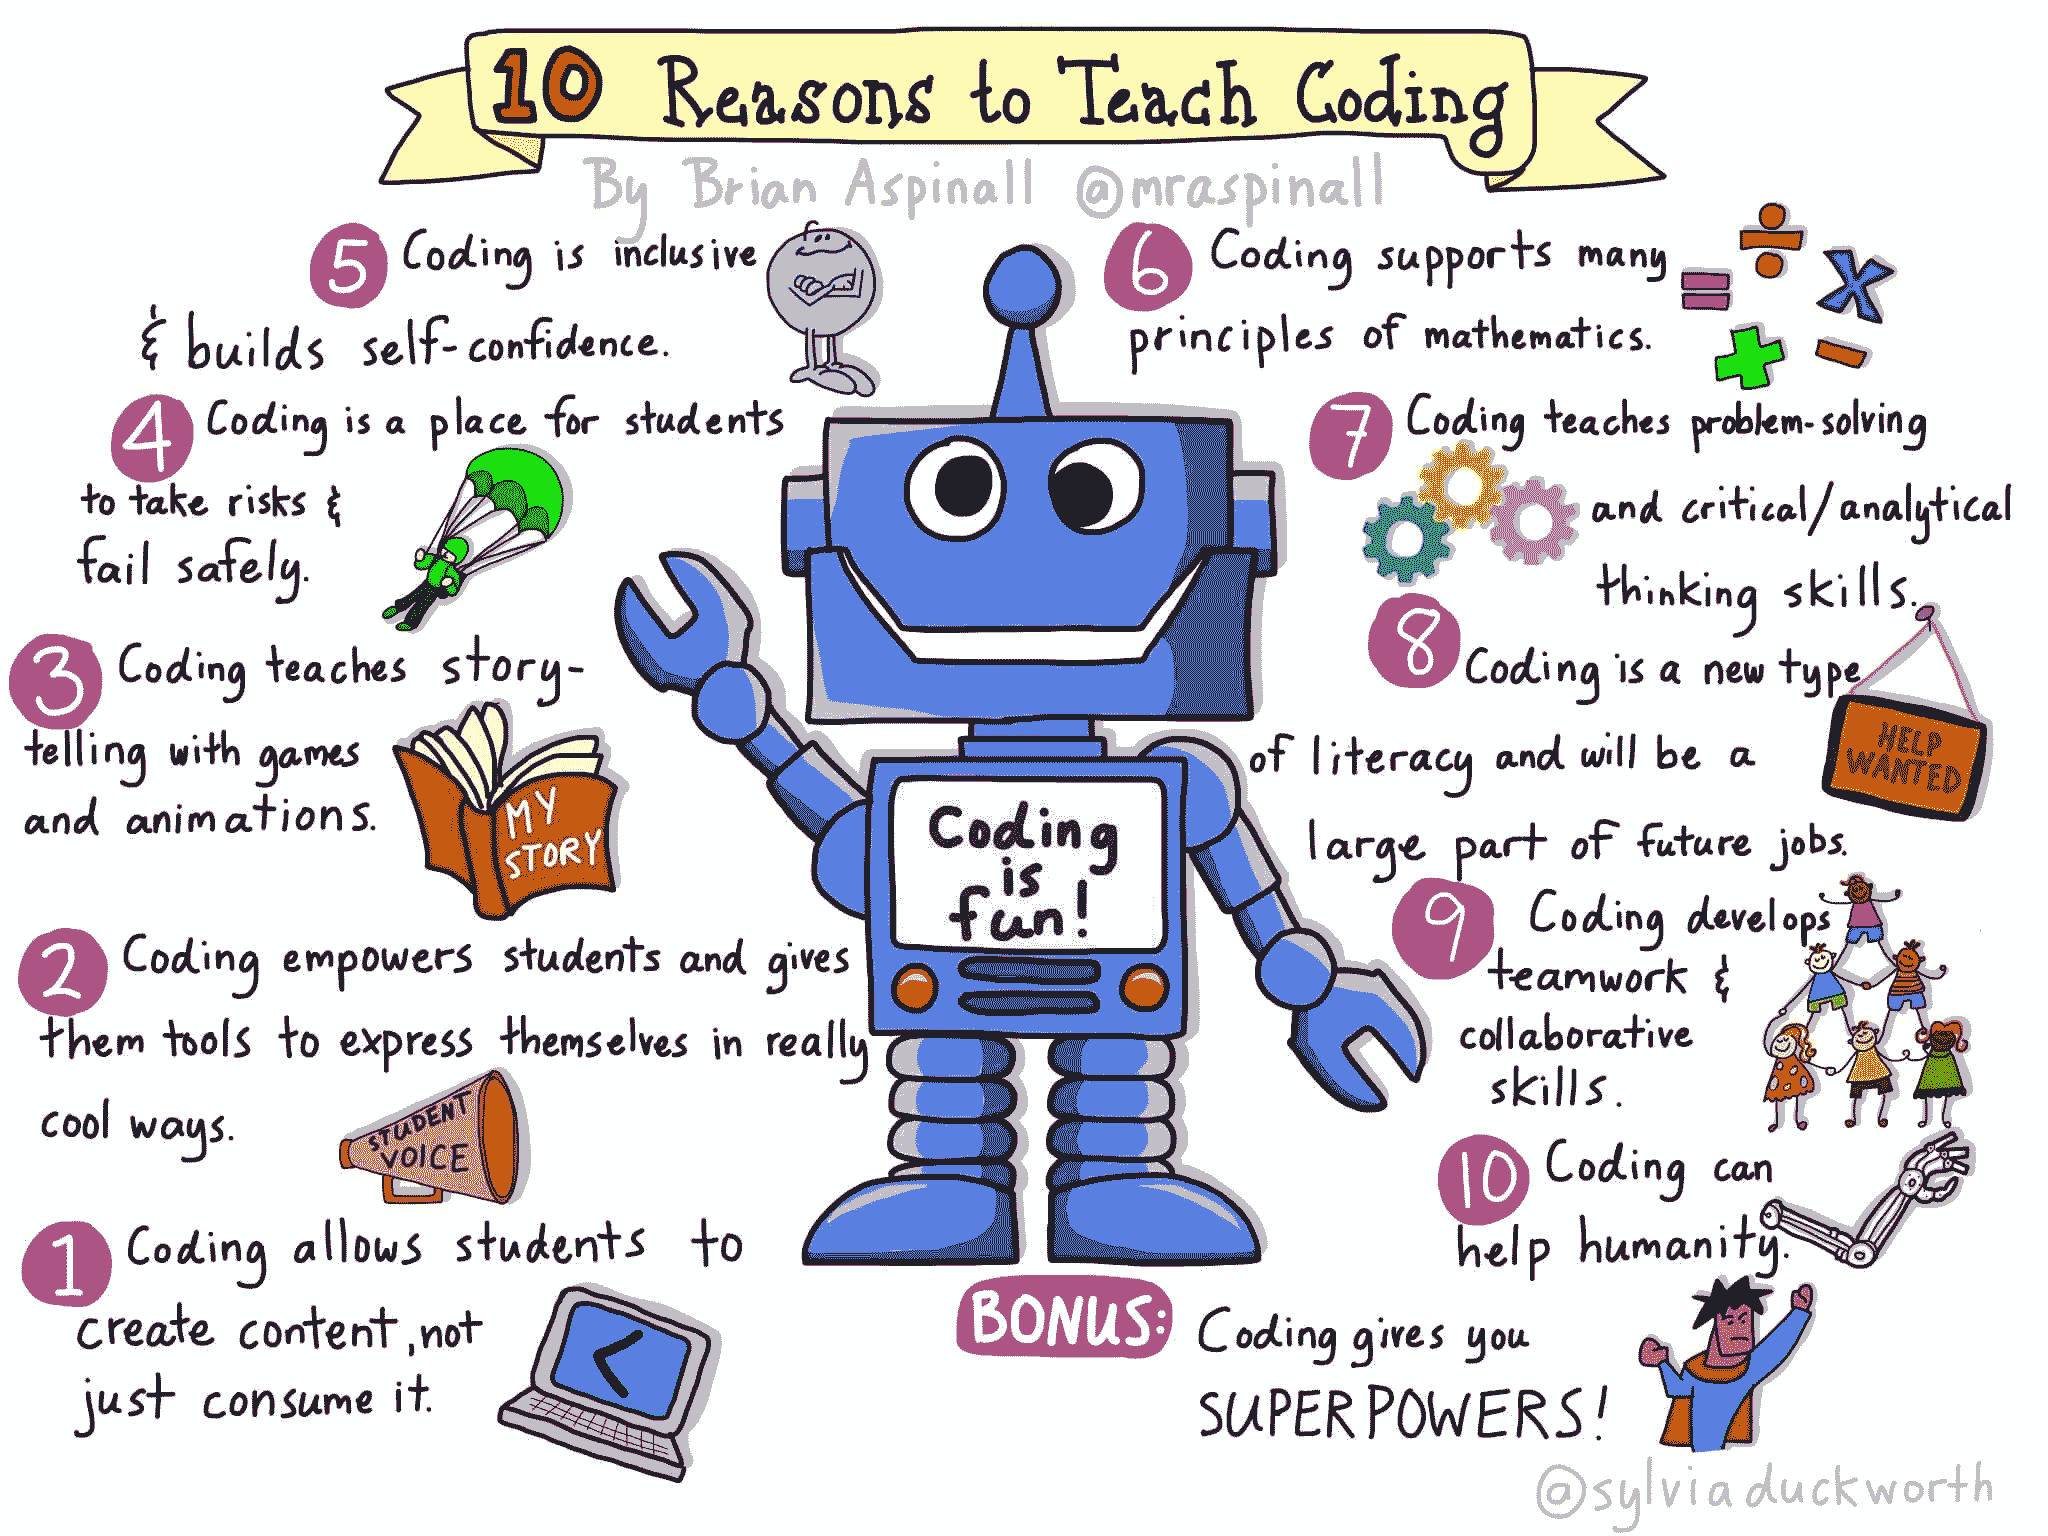 10 Reasons to Teach Coding
By Brian Aspinall @mraspinall
5 Coding is inclusive
& builds self-confidence.
4 Coding is a place for students
to take risks &
fail safely.
3 Coding teaches story-
telling with games
and animations.
MY
STORY
2 Coding empowers students and gives
them tools to express themselves in really
cool ways.
STUDENT
VOICE
1 Coding allows students to
create content, not
just consume it.
<
Coding
is
fun!
6 Coding supports many
principles of mathematics.
÷
= x
+ -
7 Coding teaches problem-solving
and critical/analytical
thinking skills.
8 Coding is a new type
of literacy and will be a
large part of future jobs.
HELP
WANTED
9 Coding develops
teamwork &
collaborative
skills.
10 Coding can
help humanity.
BONUS: Coding gives you
SUPERPOWERS!
@sylviaduckworth